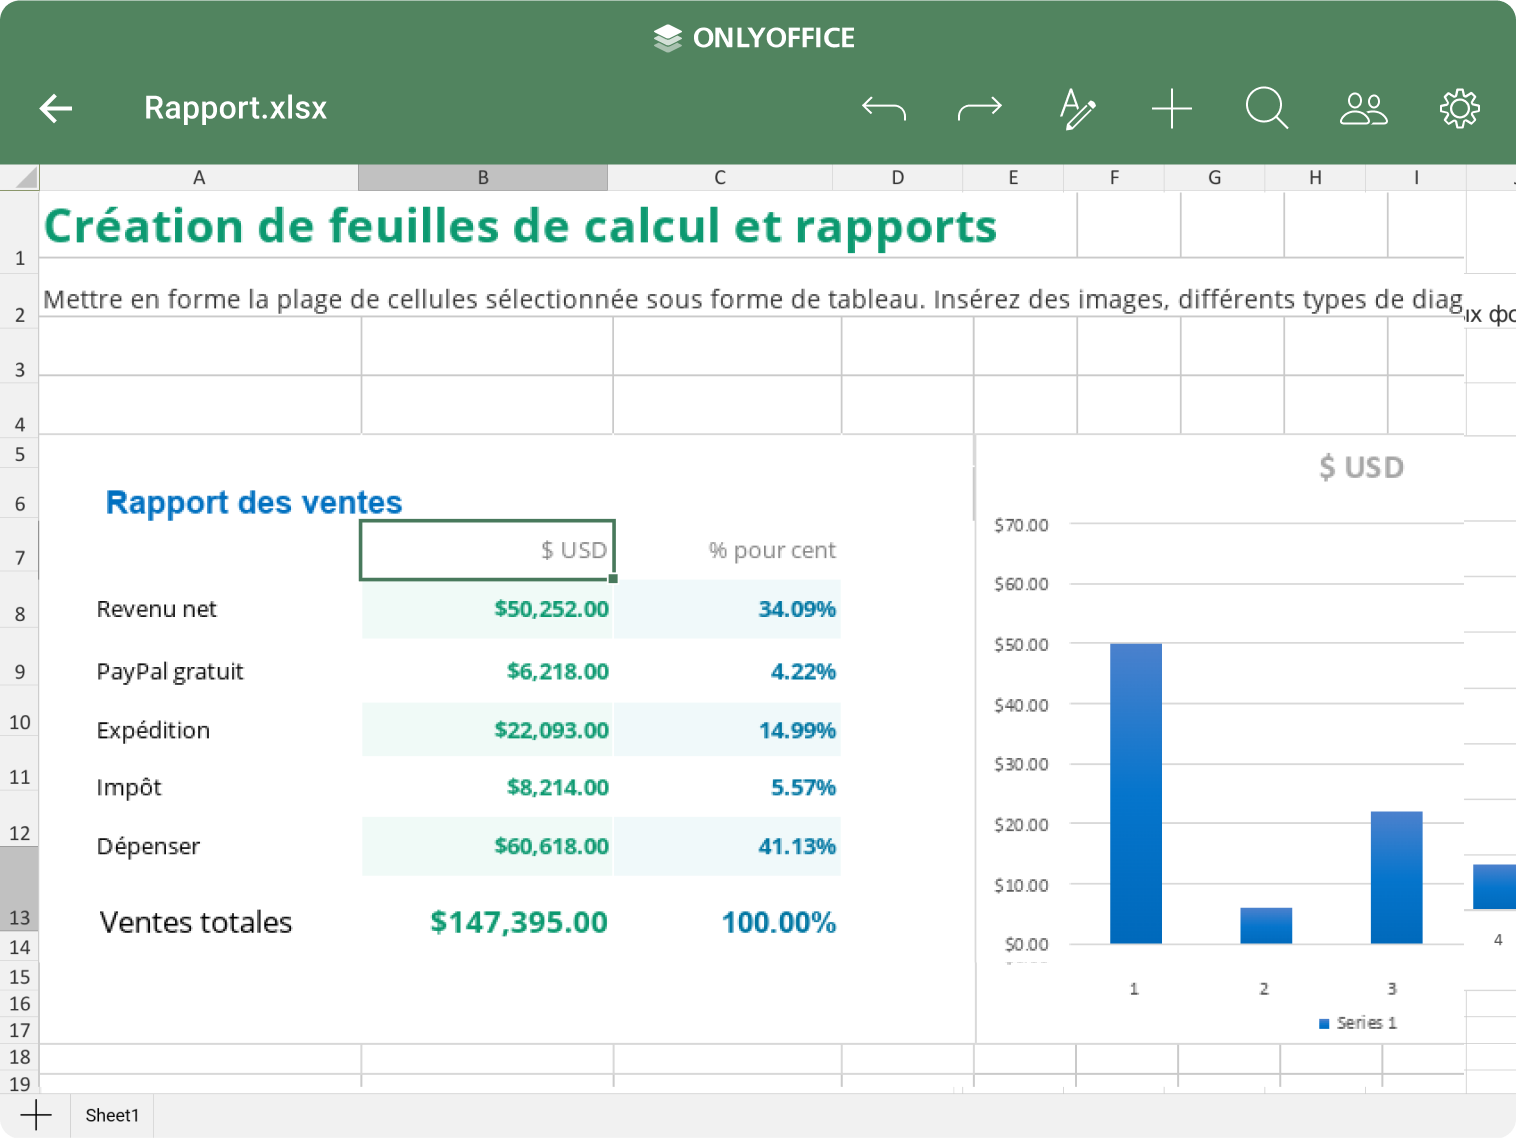 ONLYOFFICE
Rapport.xlsx
A B C D E F G H I
1 Création de feuilles de calcul et rapports
2 Mettre en forme la plage de cellules sélectionnée sous forme de tableau. Insérez des images, différents types de diag
3
4
5
6 Rapport des ventes
7 $ USD % pour cent
8 Revenu net $50,252.00 34.09%
9 PayPal gratuit $6,218.00 4.22%
10 Expédition $22,093.00 14.99%
11 Impôt $8,214.00 5.57%
12 Dépenser $60,618.00 41.13%
13 Ventes totales $147,395.00 100.00%
14
15
16
17
18
19
$ USD
$70.00
$60.00
$50.00
$40.00
$30.00
$20.00
$10.00
$0.00
1 2 3 4
Series 1
Sheet1